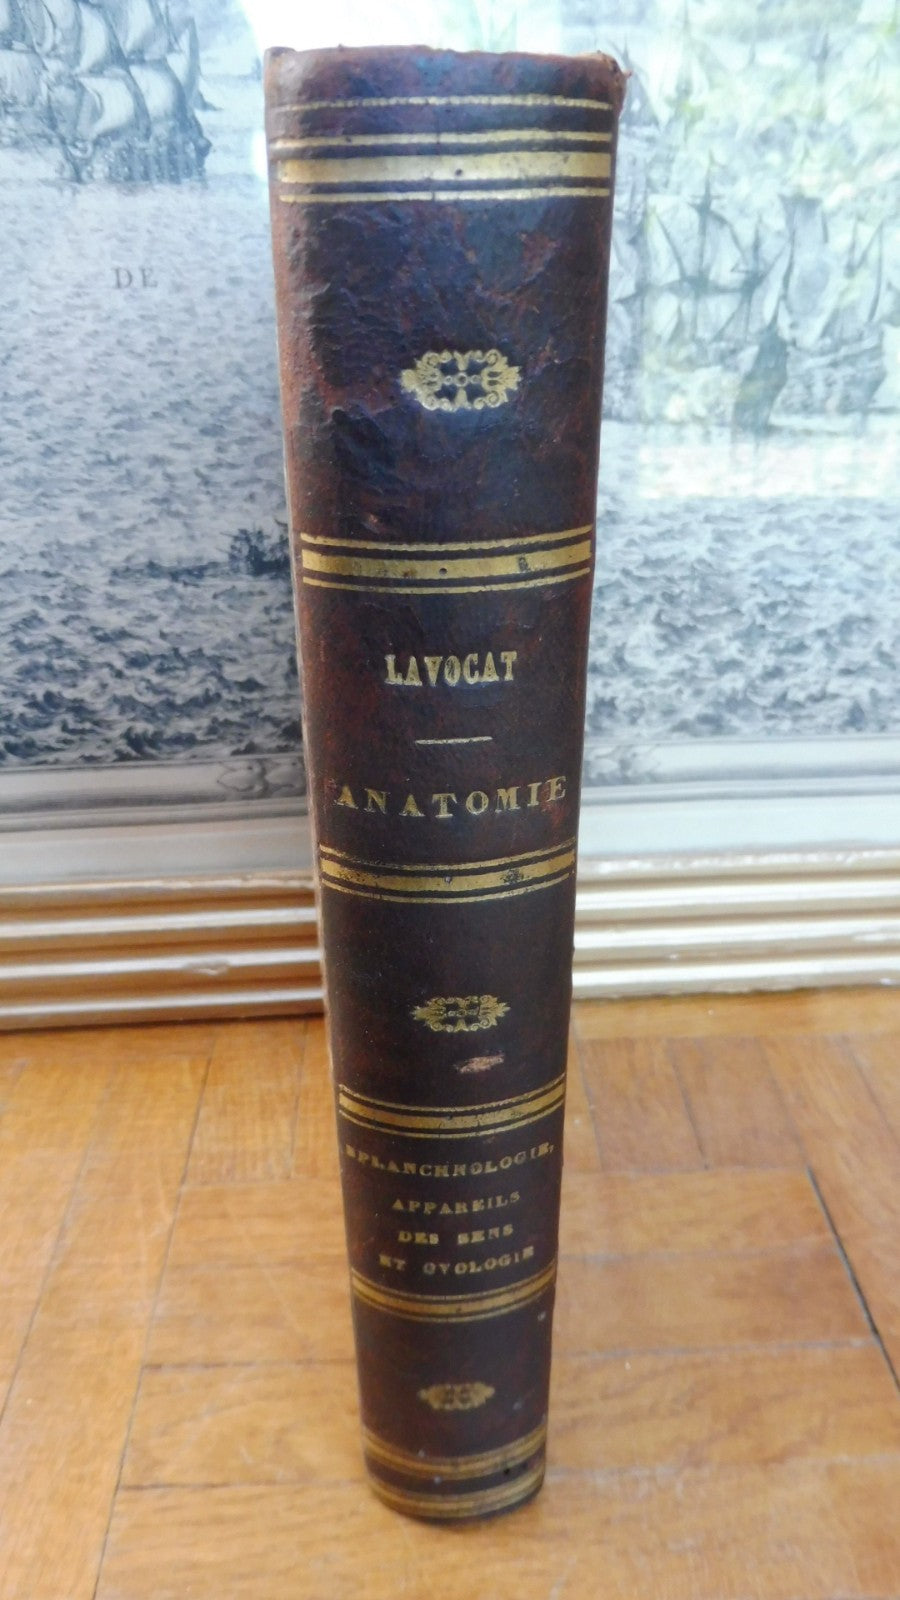 DE
LAVOCAT
ANATOMIE
SPLANCHNOLOGIE,
APPAREILS
DES SENS
ET OVOLOGIE